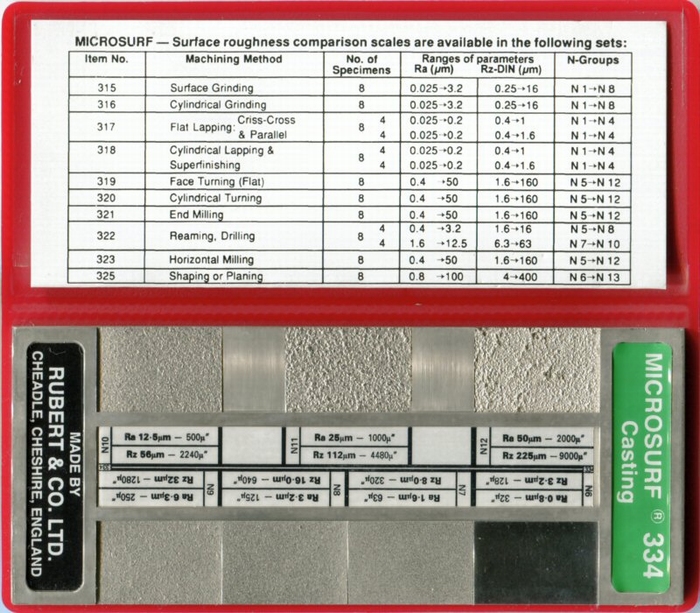 MICROSURF — Surface roughness comparison scales are available in the following sets:
Item No. Machining Method No. of Specimens Ranges of parameters Ra (µm) Rz-DIN (µm) N-Groups
315 Surface Grinding 8 0.025→3.2 0.25→16 N 1→N 8
316 Cylindrical Grinding 8 0.025→3.2 0.25→16 N 1→N 8
317 Flat Lapping: Criss-Cross 8 4 0.025→0.2 0.4→1 N 1→N 4
& Parallel 4 0.025→0.2 0.4→1.6 N 1→N 4
318 Cylindrical Lapping & 8 4 0.025→0.2 0.4→1 N 1→N 4
Superfinishing 4 0.025→0.2 0.4→1.6 N 1→N 4
319 Face Turning (Flat) 8 0.4 →50 1.6→160 N 5→N 12
320 Cylindrical Turning 8 0.4 →50 1.6→160 N 5→N 12
321 End Milling 8 0.4 →50 1.6→160 N 5→N 12
322 Reaming, Drilling 8 4 0.4 →3.2 1.6→16 N 5→N 8
4 1.6 →12.5 6.3→63 N 7→N 10
323 Horizontal Milling 8 0.4 →50 1.6→160 N 5→N 12
325 Shaping or Planing 8 0.8 →100 4→400 N 6→N 13
MADE BY
RUBERT & CO. LTD.
CHEADLE, CHESHIRE, ENGLAND
N10 Ra 12·5µm — 500µ"
Rz 56µm — 2240µ"
N11 Ra 25µm — 1000µ"
Rz 112µm — 4480µ"
N12 Ra 50µm — 2000µ"
Rz 225µm — 9000µ"
N6 Ra 0·8µm — 32µ"
Rz 3·2µm — 128µ"
N7 Ra 1·6µm — 63µ"
Rz 8·0µm — 320µ"
N8 Ra 3·2µm — 125µ"
Rz 16·0µm — 640µ"
N9 Ra 6·3µm — 250µ"
Rz 32µm — 1280µ"
MICROSURF ® 334
Casting